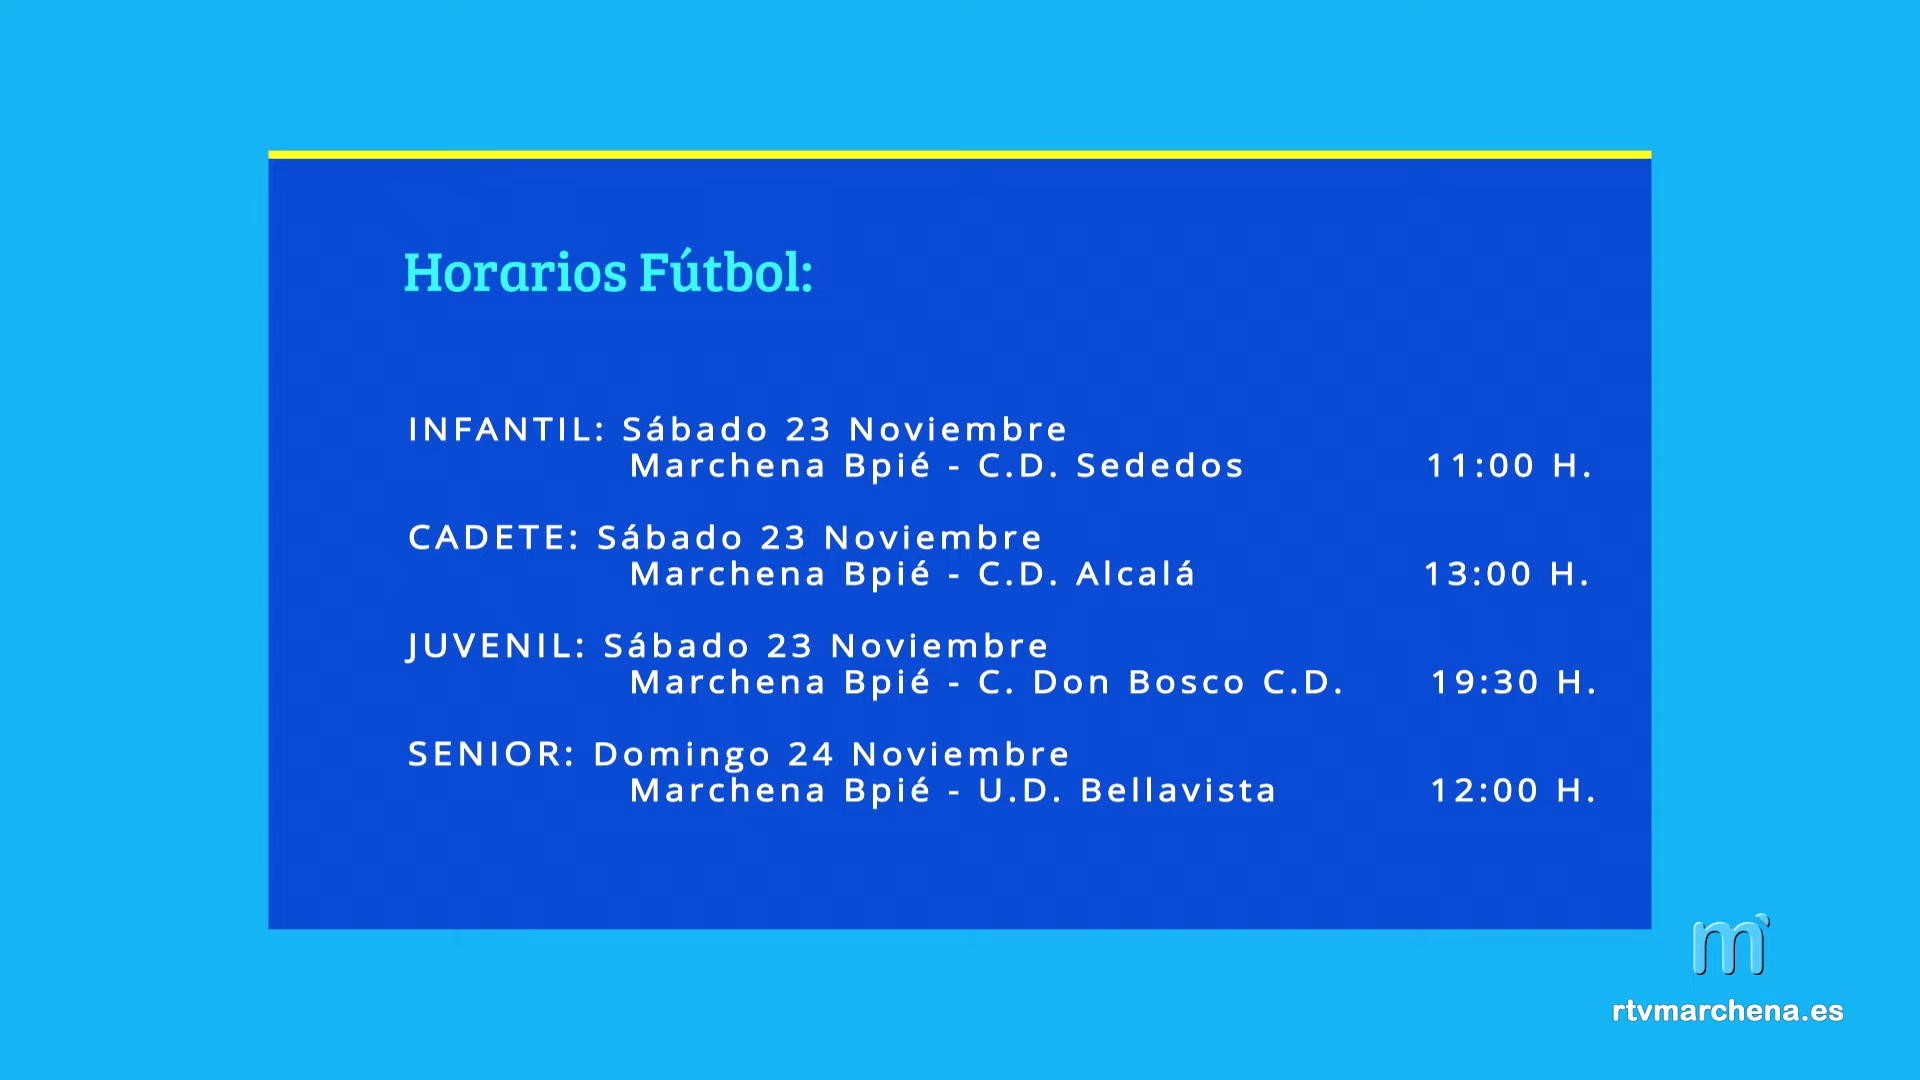 Horarios Fútbol:
INFANTIL: Sábado 23 Noviembre
Marchena Bpié - C.D. Sededos 11:00 H.
CADETE: Sábado 23 Noviembre
Marchena Bpié - C.D. Alcalá 13:00 H.
JUVENIL: Sábado 23 Noviembre
Marchena Bpié - C. Don Bosco C.D. 19:30 H.
SENIOR: Domingo 24 Noviembre
Marchena Bpié - U.D. Bellavista 12:00 H.
m
rtvmarchena.es